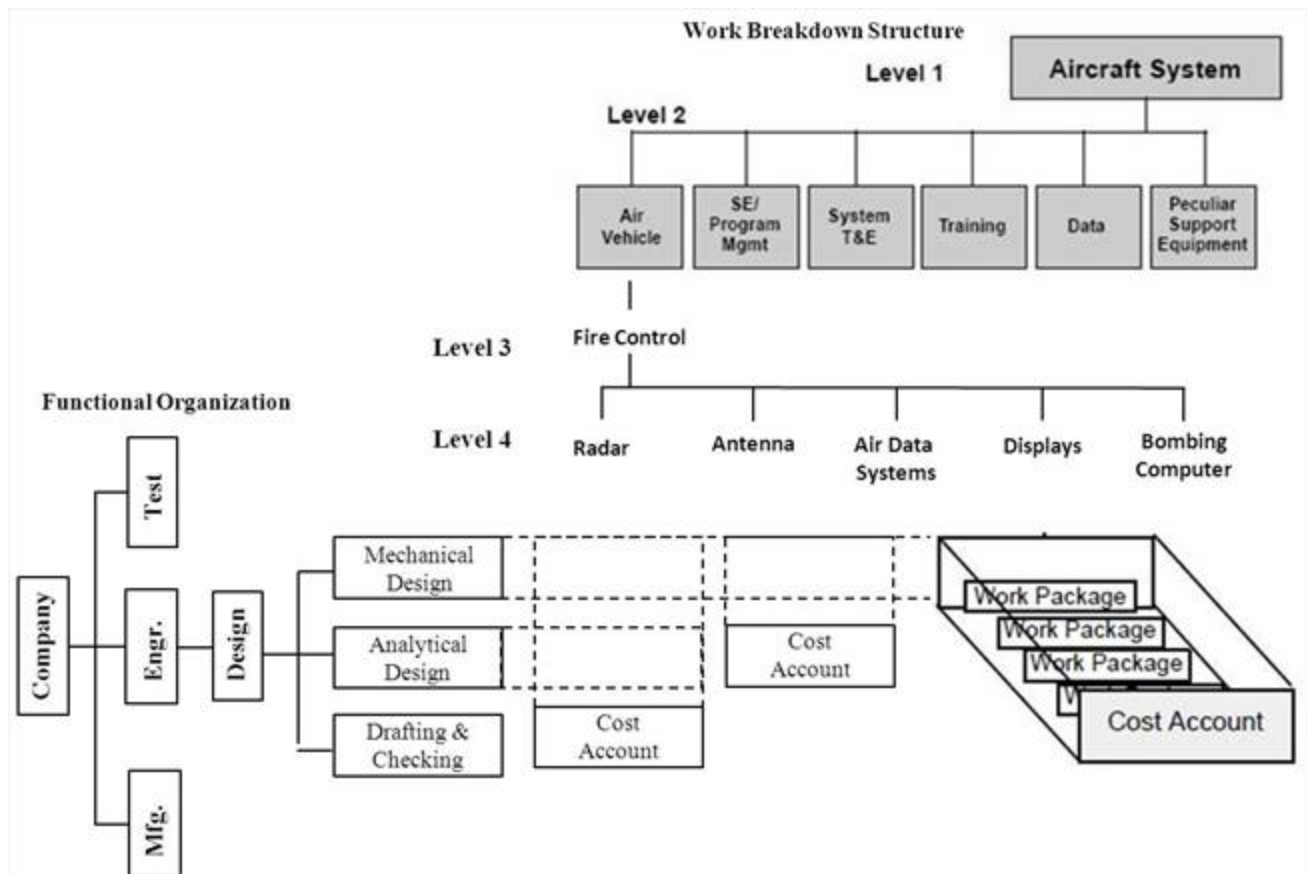 Work Breakdown Structure
Level 1
Aircraft System
Level 2
Air
Vehicle
SE/
Program
Mgmt
System
T&E
Training
Data
Peculiar
Support
Equipment
Level 3
Fire Control
Functional Organization
Level 4
Radar
Antenna
Air Data
Systems
Displays
Bombing
Computer
Company
Test
Engr.
Mfg.
Design
Mechanical
Design
Analytical
Design
Drafting &
Checking
Cost
Account
Cost
Account
Work Package
Work Package
Work Package
Cost Account